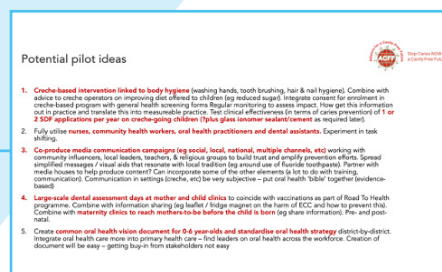 Potential pilot ideas
ACFF
Stop Caries NOW
a Cavity Free Futu
1. Creche-based intervention linked to body hygiene (washing hands, tooth brushing, hair & nail hygiene). Combine with
advice to creche operators on improving diet offered to children (eg reduced sugar). Integrate consent for enrolment in
creche-based program with general health screening forms Regular monitoring to assess impact. How get this information
out in practice and translate this into measureable practice. Test clinical effectiveness (in terms of caries prevention) of 1 or
2 SDF applications per year on creche-going children (?plus glass ionomer sealant/cement as required later).
2. Fully utilise nurses, community health workers, oral health practitioners and dental assistants. Experiment in task
shifting.
3. Co-produce media communication campaigns (eg social, local, national, multiple channels, etc) working with
community influencers, local leaders, teachers, & religious groups to build trust and amplify prevention efforts. Spread
simplified messages / visual aids that resonate with local tradition (eg around use of fluoride toothpaste). Partner with
media houses to help produce content? Can incorporate some of the other elements (a lot to do with training,
communication). Communication in settings (creche, etc) be very subjective – put oral health 'bible' together (evidence-
based)
4. Large-scale dental assessment days at mother and child clinics to coincide with vaccinations as part of Road To Health
programme. Combine with information sharing (eg leaflet / fridge magnet on the harm of ECC and how to prevent this).
Combine with maternity clinics to reach mothers-to-be before the child is born (eg share information). Pre- and post-
natal.
5. Create common oral health vision document for 0-6 year-olds and standardise oral health strategy district-by-district.
Integrate oral health care more into primary health care – find leaders on oral health across the workforce. Creation of
document will be easy – getting buy-in from stakeholders not easy